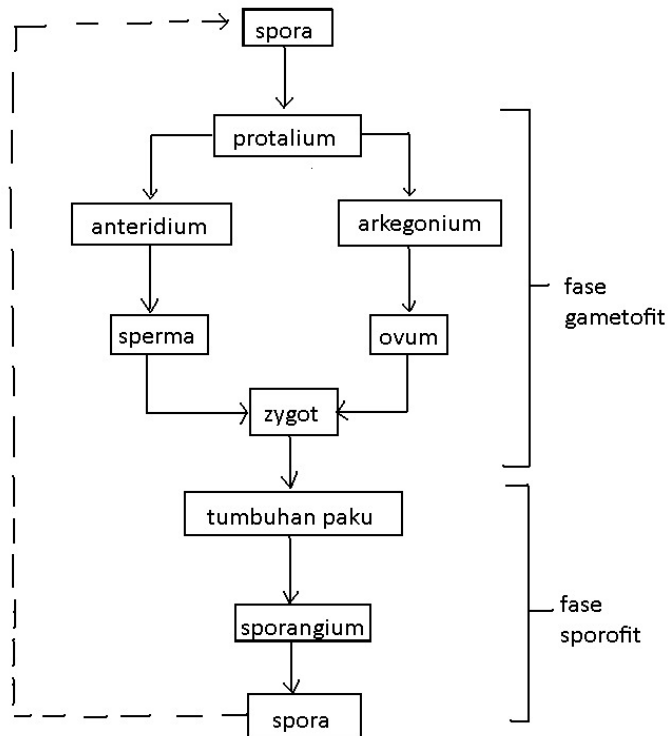 spora
protalium
anteridium
arkegonium
sperma
ovum
zygot
fase
gametofit
tumbuhan paku
sporangium
fase
sporofit
spora